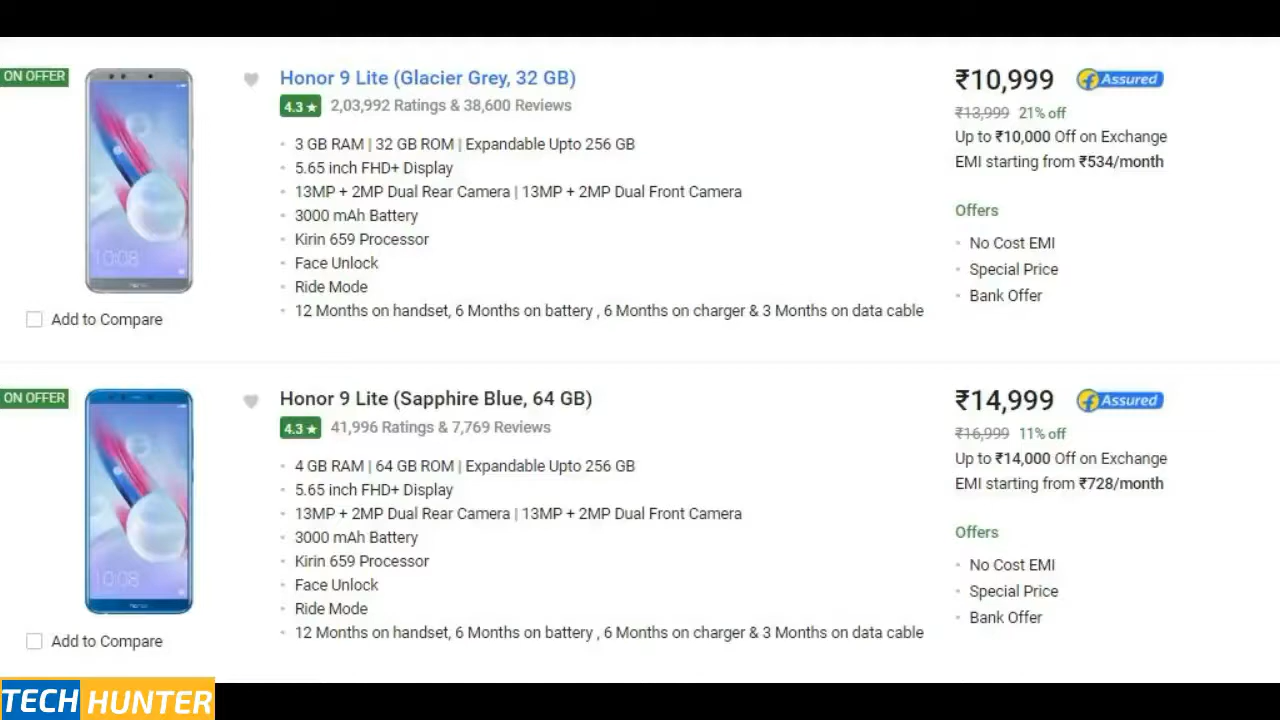 ON OFFER
Honor 9 Lite (Glacier Grey, 32 GB)
4.3 ★ 2,03,992 Ratings & 38,600 Reviews
3 GB RAM | 32 GB ROM | Expandable Upto 256 GB
5.65 inch FHD+ Display
13MP + 2MP Dual Rear Camera | 13MP + 2MP Dual Front Camera
3000 mAh Battery
Kirin 659 Processor
Face Unlock
Ride Mode
12 Months on handset, 6 Months on battery , 6 Months on charger & 3 Months on data cable
10:08
honor
Add to Compare
₹10,999 Assured
₹13,999 21% off
Up to ₹10,000 Off on Exchange
EMI starting from ₹534/month
Offers
No Cost EMI
Special Price
Bank Offer
ON OFFER
Honor 9 Lite (Sapphire Blue, 64 GB)
4.3 ★ 41,996 Ratings & 7,769 Reviews
4 GB RAM | 64 GB ROM | Expandable Upto 256 GB
5.65 inch FHD+ Display
13MP + 2MP Dual Rear Camera | 13MP + 2MP Dual Front Camera
3000 mAh Battery
Kirin 659 Processor
Face Unlock
Ride Mode
12 Months on handset, 6 Months on battery , 6 Months on charger & 3 Months on data cable
10:08
honor
Add to Compare
₹14,999 Assured
₹16,999 11% off
Up to ₹14,000 Off on Exchange
EMI starting from ₹728/month
Offers
No Cost EMI
Special Price
Bank Offer
TECH HUNTER